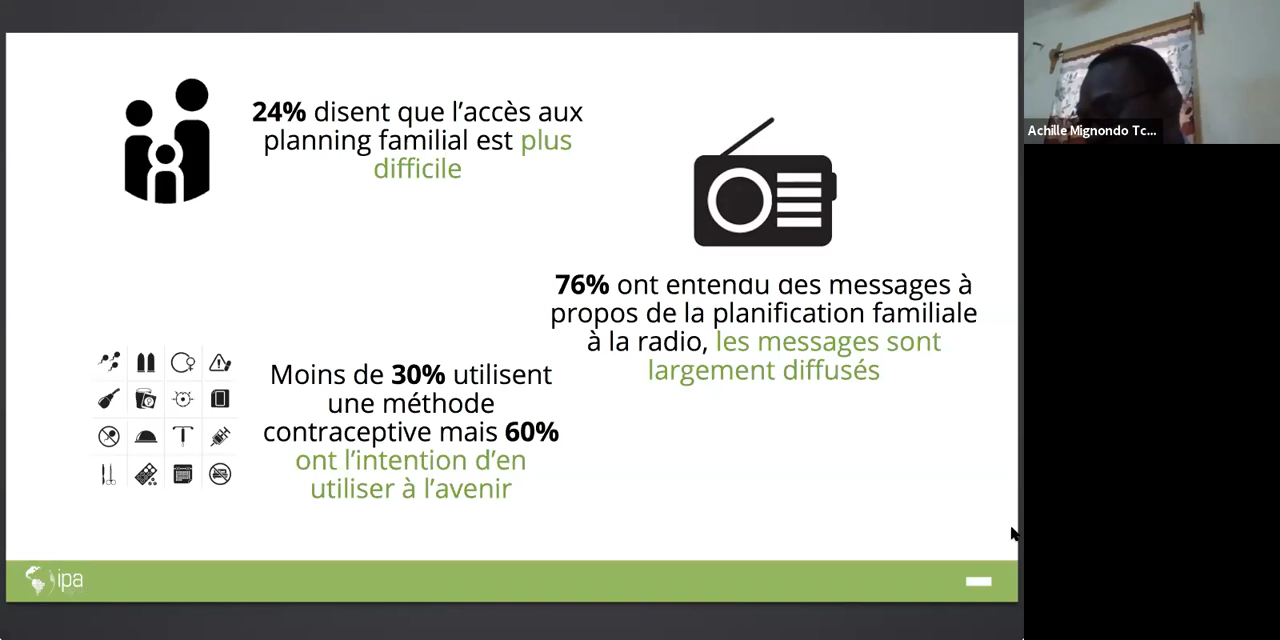 24% disent que l’accès aux
planning familial est plus
difficile
76% ont entendu des messages à
propos de la planification familiale
à la radio, les messages sont
largement diffusés
Moins de 30% utilisent
une méthode
contraceptive mais 60%
ont l’intention d’en
utiliser à l’avenir
ipa
Achille Mignondo Tc...